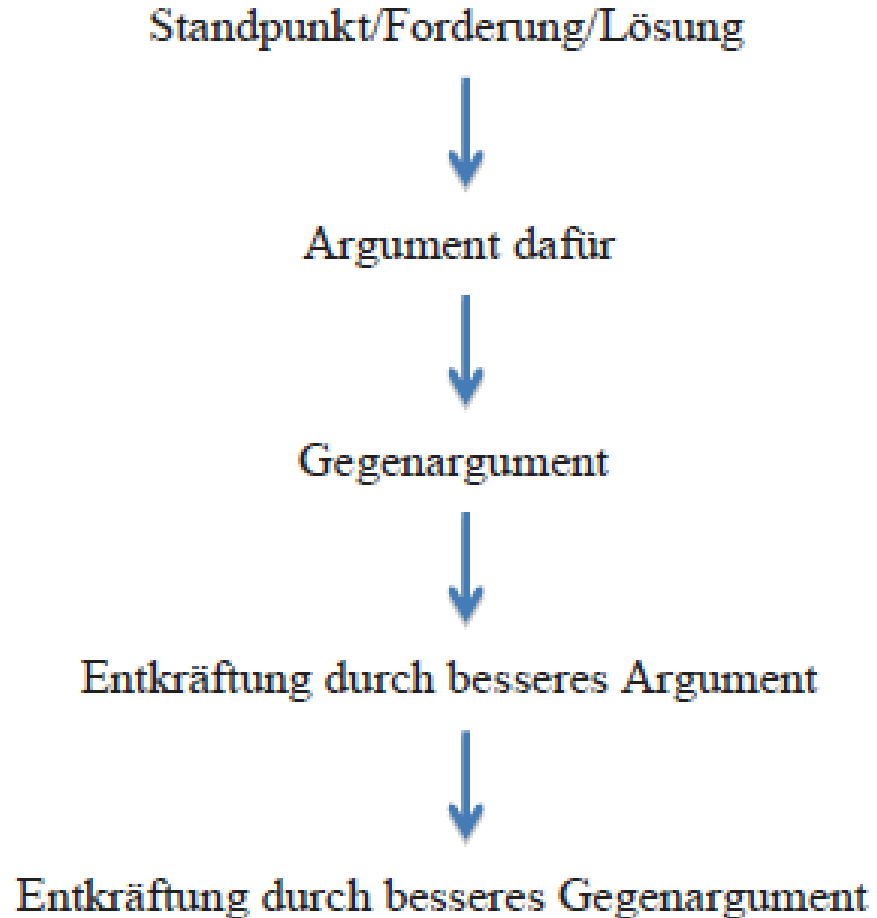 Standpunkt/Forderung/Lösung
Argument dafür
Gegenargument
Entkräftung durch besseres Argument
Entkräftung durch besseres Gegenargument